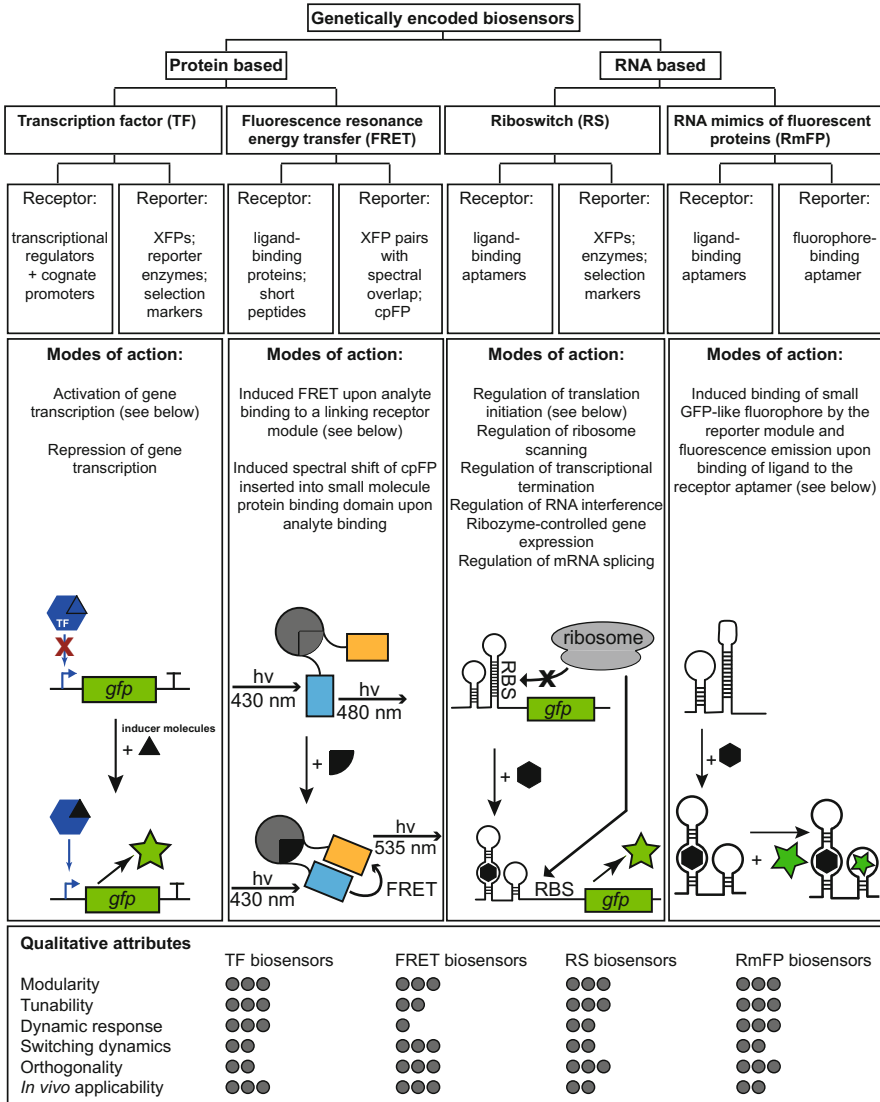 Genetically encoded biosensors
Protein based
RNA based
Transcription factor (TF)
Fluorescence resonance
energy transfer (FRET)
Riboswitch (RS)
RNA mimics of fluorescent
proteins (RmFP)
Receptor:
transcriptional
regulators
+ cognate
promoters
Reporter:
XFPs;
reporter
enzymes;
selection
markers
Receptor:
ligand-
binding
proteins;
short
peptides
Reporter:
XFP pairs
with
spectral
overlap;
cpFP
Receptor:
ligand-
binding
aptamers
Reporter:
XFPs;
enzymes;
selection
markers
Receptor:
ligand-
binding
aptamers
Reporter:
fluorophore-
binding
aptamer
Modes of action:
Activation of gene
transcription (see below)
Repression of gene
transcription
TF
X
gfp
inducer molecules
+
gfp
Modes of action:
Induced FRET upon analyte
binding to a linking receptor
module (see below)
Induced spectral shift of cpFP
inserted into small molecule
protein binding domain upon
analyte binding
hv
430 nm
hv
480 nm
+
hv
535 nm
hv
430 nm
FRET
Modes of action:
Regulation of translation
initiation (see below)
Regulation of ribosome
scanning
Regulation of transcriptional
termination
Regulation of RNA interference
Ribozyme-controlled gene
expression
Regulation of mRNA splicing
ribosome
RBS
X
gfp
+
RBS
gfp
Modes of action:
Induced binding of small
GFP-like fluorophore by the
reporter module and
fluorescence emission upon
binding of ligand to the
receptor aptamer (see below)
+
+
Qualitative attributes
TF biosensors FRET biosensors RS biosensors RmFP biosensors
Modularity
Tunability
Dynamic response
Switching dynamics
Orthogonality
In vivo applicability